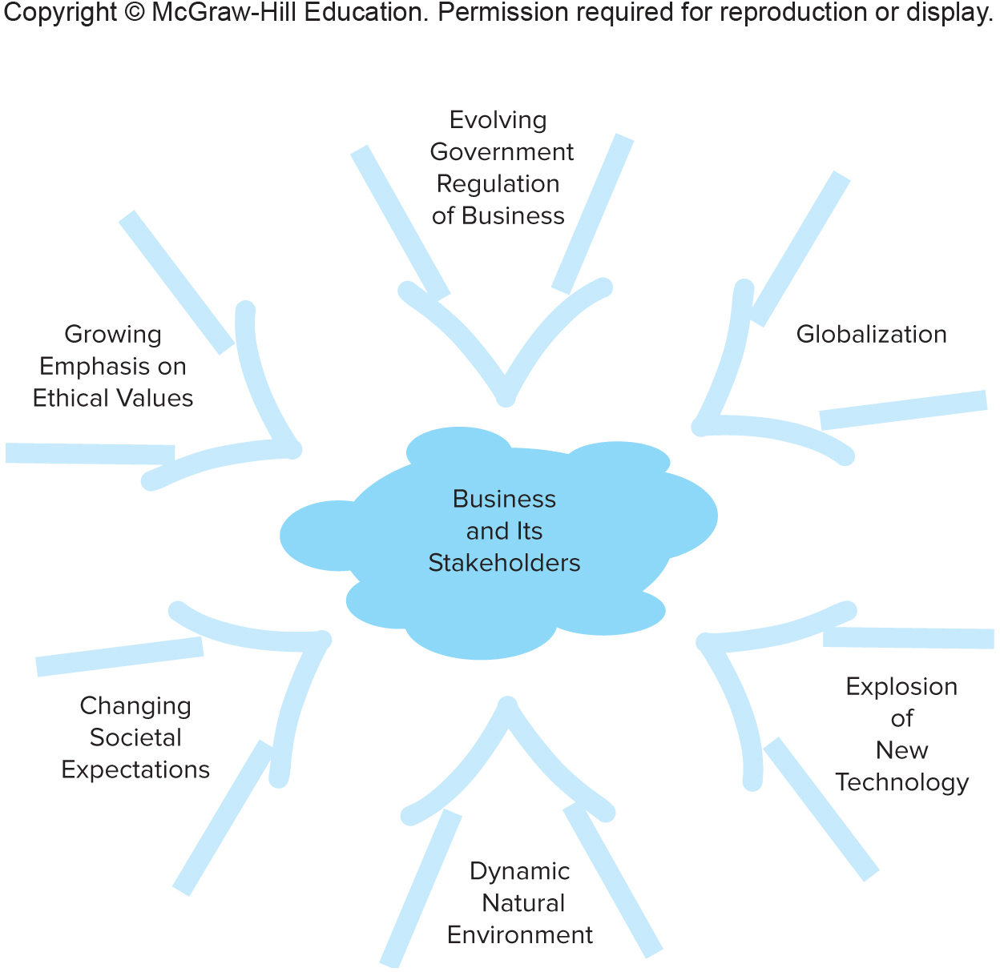 Copyright © McGraw-Hill Education. Permission required for reproduction or display.
Evolving
Government
Regulation
of Business
Growing
Emphasis on
Ethical Values
Globalization
Business
and Its
Stakeholders
Changing
Societal
Expectations
Explosion
of
New
Technology
Dynamic
Natural
Environment